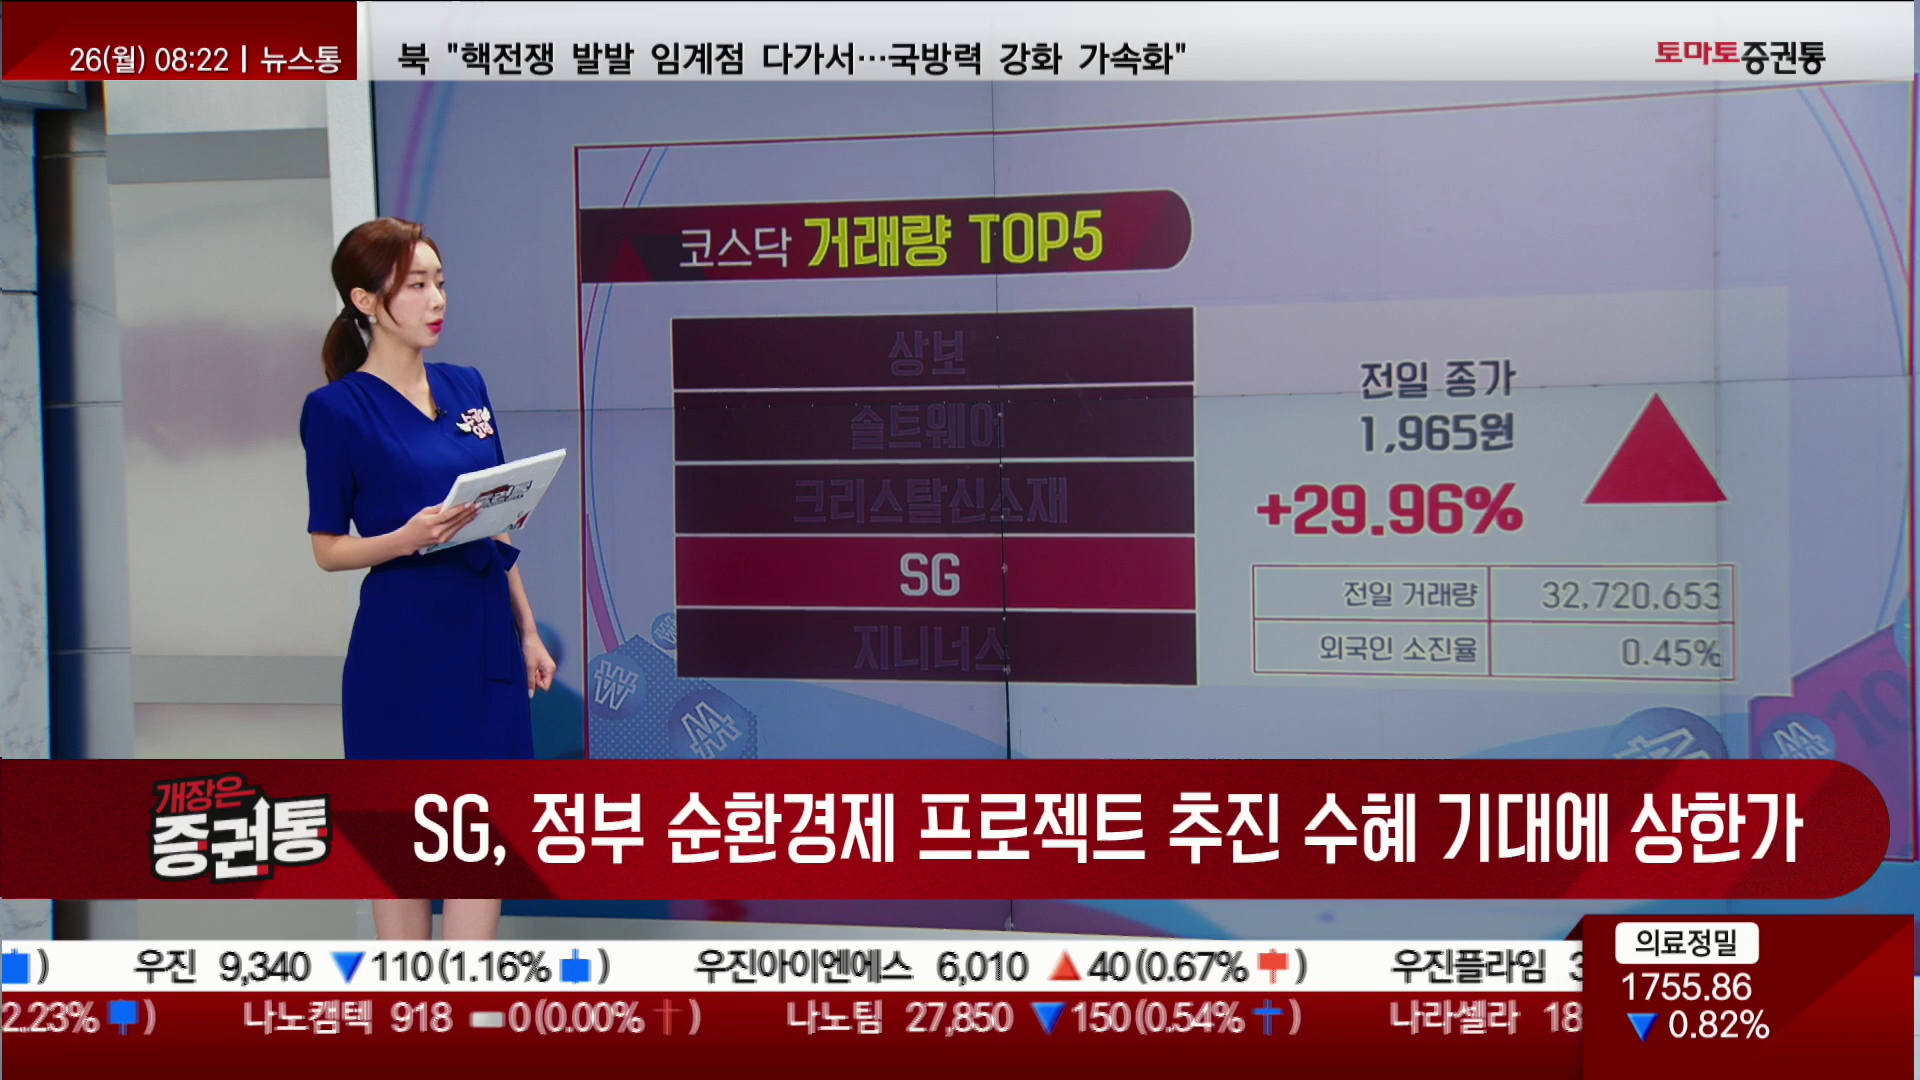 26(월) 08:22 | 뉴스통
북 "핵전쟁 발발 임계점 다가서…국방력 강화 가속화"
토마토증권통
코스닥 거래량 TOP5
상보
솔트웨어
크리스탈신소재
SG
지니너스
전일 종가
1,965원
+29.96%
전일 거래량 32,720,653
외국인 소진율 0.45%
개장은 증권통
SG, 정부 순환경제 프로젝트 추진 수혜 기대에 상한가
) 우진 9,340 ▼110(1.16% ) 우진아이엔에스 6,010 ▲40(0.67% ) 우진플라임 3
2.23% ) 나노캠텍 918 0(0.00% ) 나노팀 27,850 ▼150(0.54% ) 나라셀라 18
의료정밀
1755.86
▼ 0.82%